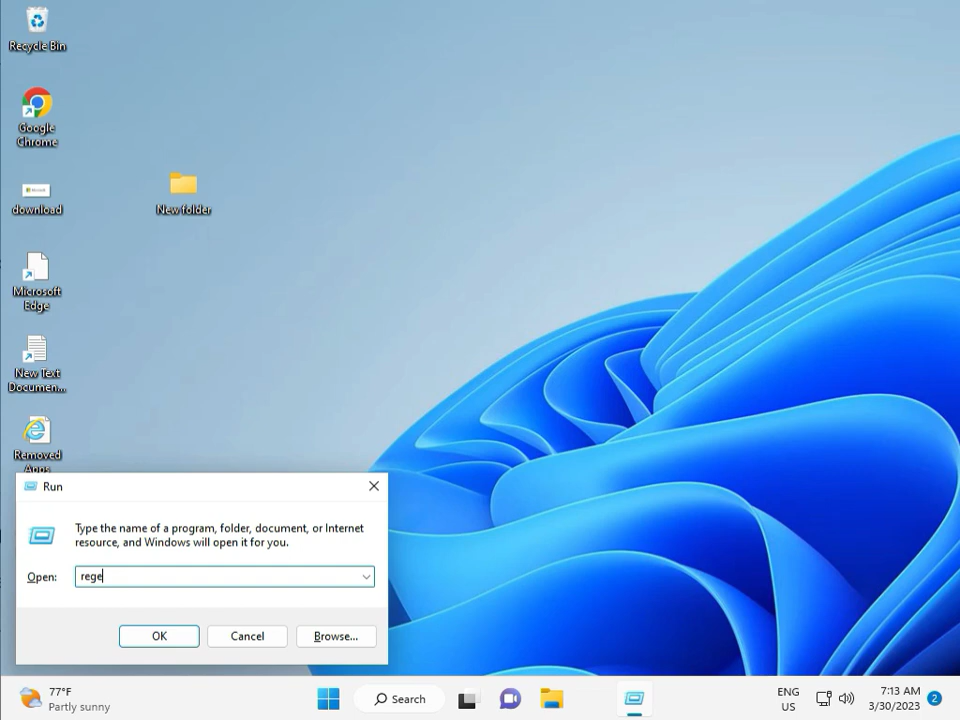 Recycle Bin
Google
Chrome
download
New folder
Microsoft
Edge
New Text
Documen...
Removed
Apps
Run
Type the name of a program, folder, document, or Internet
resource, and Windows will open it for you.
Open:
rege
OK
Cancel
Browse...
77°F
Partly sunny
Search
ENG
US
7:13 AM
3/30/2023
2